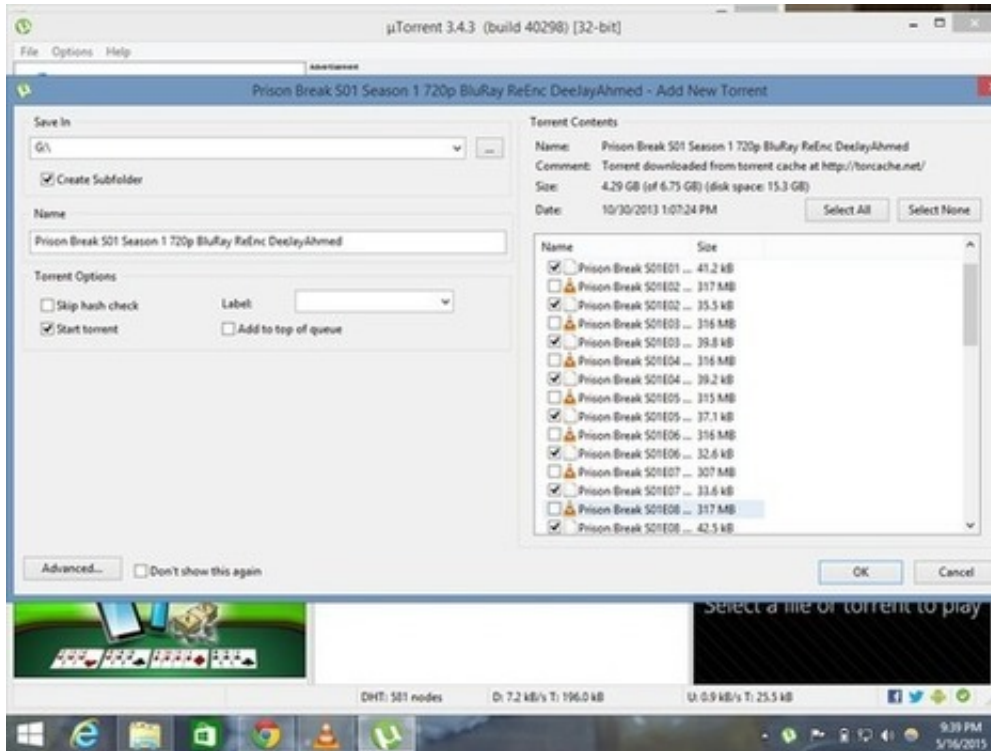 µTorrent 3.4.3 (build 40298) [32-bit]
File Options Help
Advertisement
Prison Break S01 Season 1 720p BluRay ReEnc DeeJayAhmed - Add New Torrent
Save In
G:\
...
Create Subfolder
Name
Prison Break S01 Season 1 720p BluRay ReEnc DeeJayAhmed
Torrent Options
Skip hash check
Label:
Start torrent
Add to top of queue
Advanced...
Don't show this again
Torrent Contents
Name: Prison Break S01 Season 1 720p BluRay ReEnc DeeJayAhmed
Comment: Torrent downloaded from torrent cache at http://torcache.net/
Size: 4.29 GB (of 6.75 GB) (disk space: 15.3 GB)
Date: 10/30/2013 1:07:24 PM
Select All
Select None
Name Size
Prison Break S01E01 ... 41.2 kB
Prison Break S01E02 ... 317 MB
Prison Break S01E02 ... 35.5 kB
Prison Break S01E03 ... 316 MB
Prison Break S01E03 ... 39.8 kB
Prison Break S01E04 ... 316 MB
Prison Break S01E04 ... 39.2 kB
Prison Break S01E05 ... 315 MB
Prison Break S01E05 ... 37.1 kB
Prison Break S01E06 ... 316 MB
Prison Break S01E06 ... 32.6 kB
Prison Break S01E07 ... 307 MB
Prison Break S01E07 ... 33.6 kB
Prison Break S01E08 ... 317 MB
Prison Break S01E08 ... 42.5 kB
OK
Cancel
Select a file or torrent to play
DHT: 581 nodes
D: 7.2 kB/s T: 196.0 kB
U: 0.9 kB/s T: 25.5 kB
9:39 PM
5/16/2015